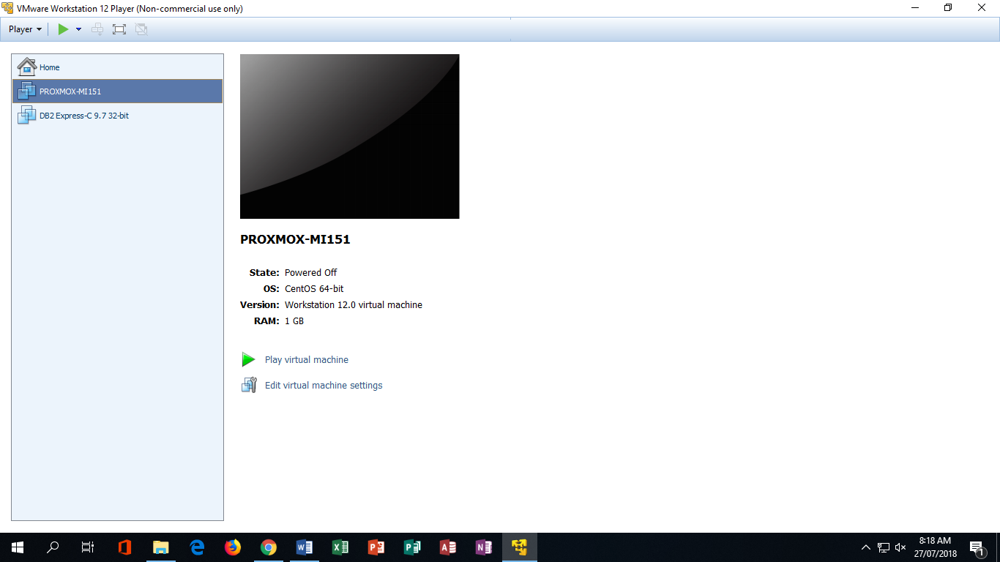 VMware Workstation 12 Player (Non-commercial use only)
Player
Home
PROXMOX-MI151
DB2 Express-C 9.7 32-bit
PROXMOX-MI151
State: Powered Off
OS: CentOS 64-bit
Version: Workstation 12.0 virtual machine
RAM: 1 GB
Play virtual machine
Edit virtual machine settings
8:18 AM
27/07/2018
1